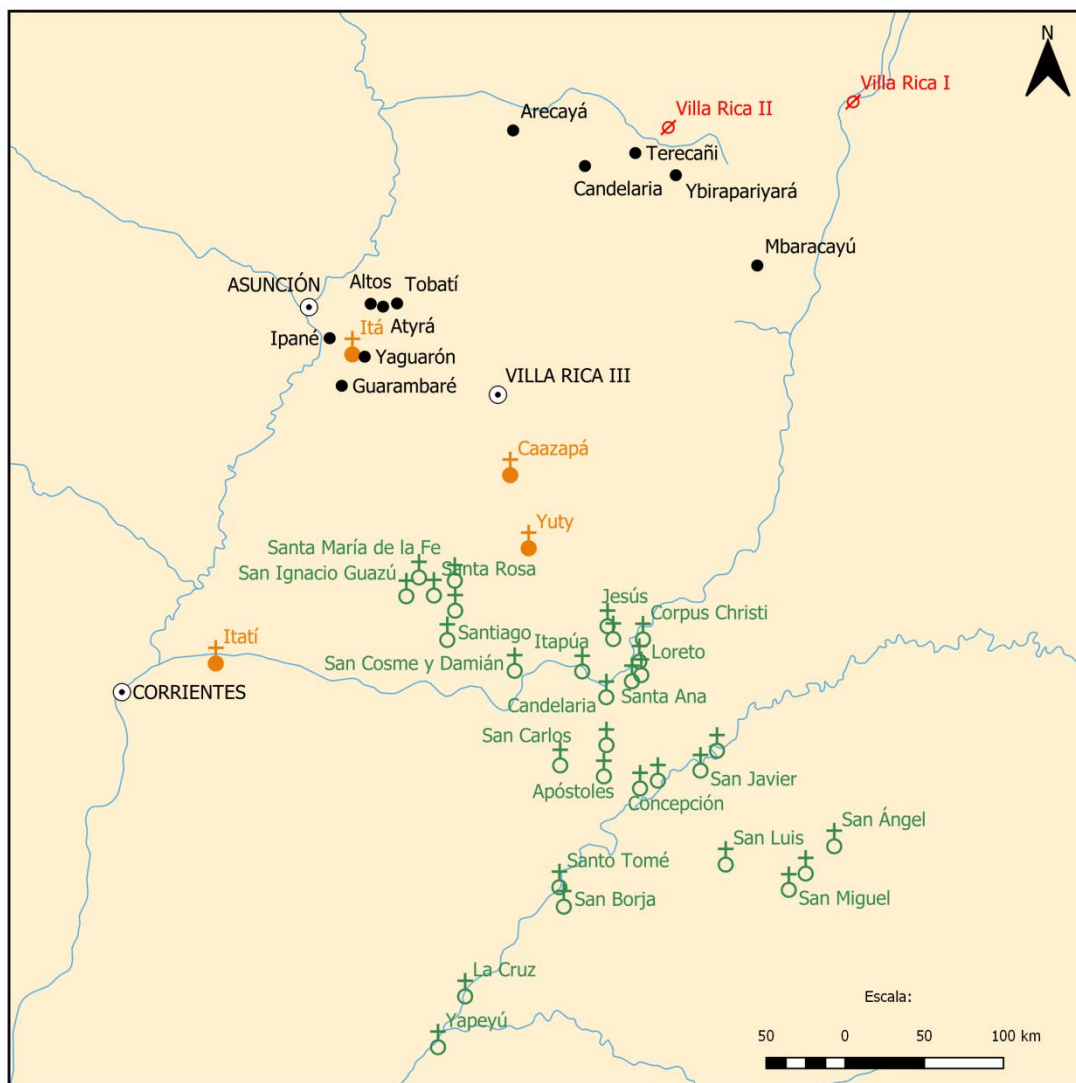 N
Villa Rica I
Arecayá
Villa Rica II
Terecañi
Candelaria
Ybirapariyará
Mbaracayú
ASUNCIÓN
Altos
Tobatí
Atyrá
Ipané
Itá
Yaguarón
Guarambaré
VILLA RICA III
Caazapá
Yuty
Santa María de la Fe
San Ignacio Guazú
Santa Rosa
Jesús
Corpus Christi
Santiago
Itapúa
Loreto
Itatí
San Cosme y Damián
CORRIENTES
Candelaria
Santa Ana
San Carlos
San Javier
Apóstoles
Concepción
San Ángel
San Luis
Santo Tomé
San Borja
San Miguel
La Cruz
Yapeyú
Escala:
50 0 50 100 km